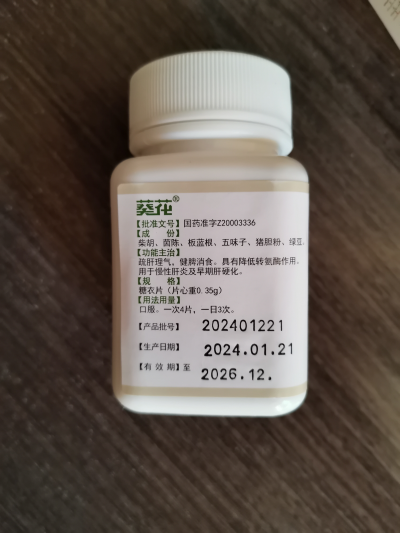 葵花®
【批准文号】国药准字Z20003336
【成 份】
柴胡、茵陈、板蓝根、五味子、猪胆粉、绿豆。
【功能主治】
疏肝理气、健脾消食。具有降低转氨酶作用。
用于慢性肝炎及早期肝硬化。
【规 格】
糖衣片（片心重0.35g）
【用法用量】
口服。一次4片，一日3次。
【产品批号】 202401221
【生产日期】 2024.01.21
【有 效 期】至 2026.12.